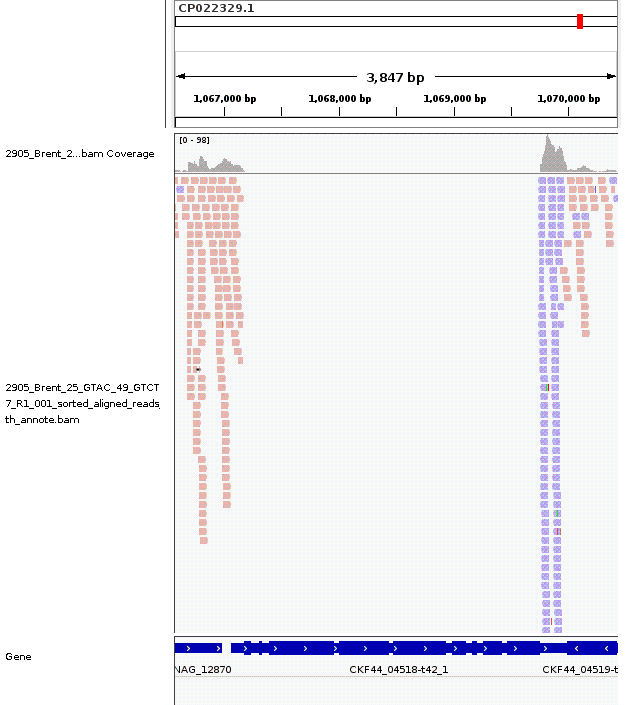 CP022329.1
3,847 bp
1,067,000 bp 1,068,000 bp 1,069,000 bp 1,070,000 bp
2905_Brent_2...bam Coverage
[0 - 98]
2905_Brent_25_GTAC_49_GTCT
7_R1_001_sorted_aligned_reads_
th_annote.bam
Gene
NAG_12870 CKF44_04518-t42_1 CKF44_04519-t